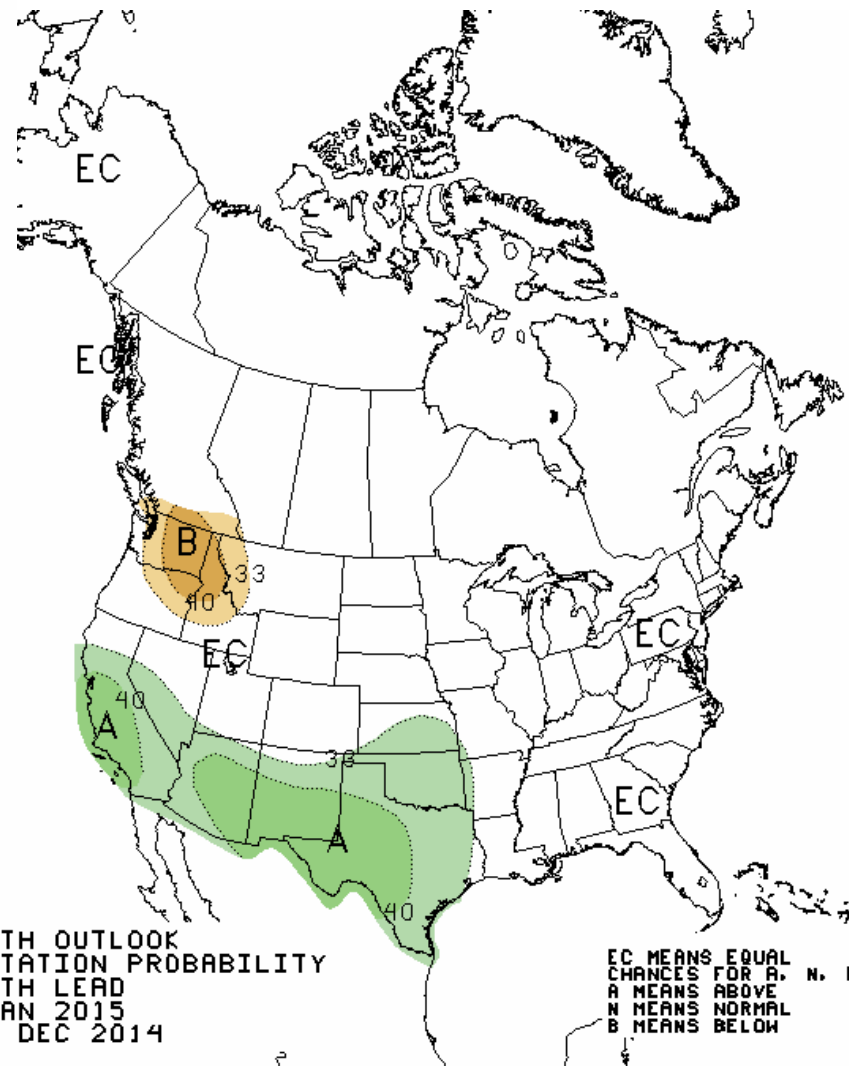 EC
EC
B
33
40
EC
EC
40
A
33
EC
A
40
TH OUTLOOK
TATION PROBABILITY
TH LEAD
AN 2015
DEC 2014
EC MEANS EQUAL
CHANCES FOR A, N,
A MEANS ABOVE
N MEANS NORMAL
B MEANS BELOW